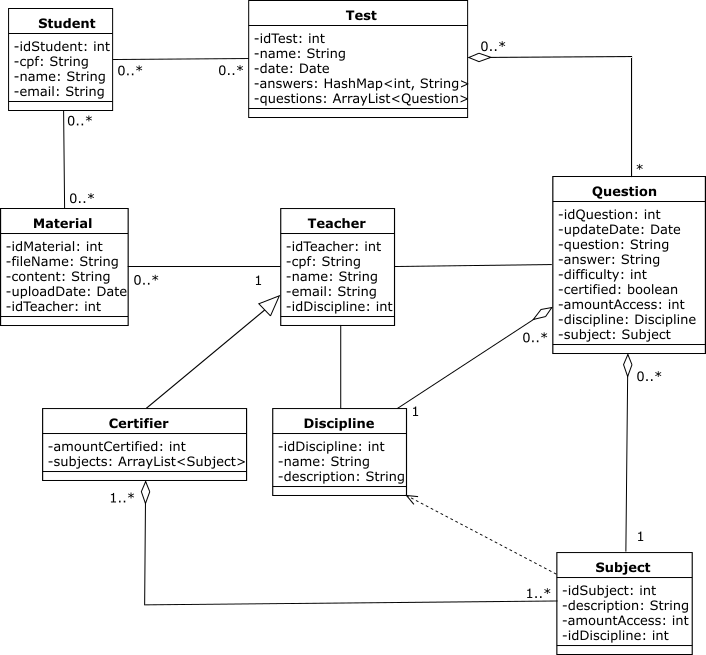 Student
-idStudent: int
-cpf: String
-name: String
-email: String
Test
-idTest: int
-name: String
-date: Date
-answers: HashMap<int, String>
-questions: ArrayList<Question>
0..*
0..*
0..*
*
0..*
0..*
Material
-idMaterial: int
-fileName: String
-content: String
-uploadDate: Date
-idTeacher: int
0..*
1
Teacher
-idTeacher: int
-cpf: String
-name: String
-email: String
-idDiscipline: int
Question
-idQuestion: int
-updateDate: Date
-question: String
-answer: String
-difficulty: int
-certified: boolean
-amountAccess: int
-discipline: Discipline
-subject: Subject
0..*
1
0..*
1
Certifier
-amountCertified: int
-subjects: ArrayList<Subject>
1..*
1..*
Discipline
-idDiscipline: int
-name: String
-description: String
Subject
-idSubject: int
-description: String
-amountAccess: int
-idDiscipline: int